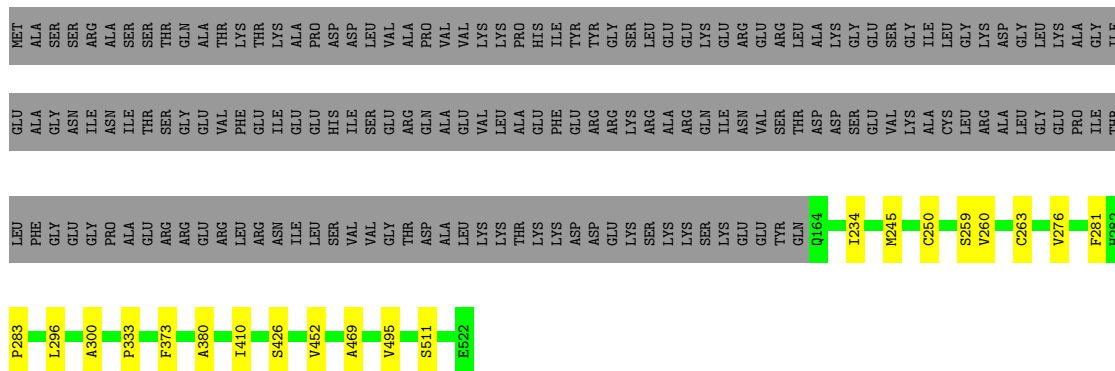 MET ALA SER SER ARG ALA SER SER THR GLN ALA THR LYS THR LYS ALA PRO ASP ASP LEU VAL ALA PRO VAL VAL LYS LYS PRO HIS ILE TYR TYR GLY SER LEU GLU GLU LYS GLU ARG GLU ARG LEU ALA LYS GLY GLU SER GLY ILE LEU GLY LYS ASP GLY LEU LYS ALA GLY ILE
GLU ALA GLY ASN ILE ASN ILE THR SER GLY GLU VAL PHE GLU ILE GLU GLU HIS ILE SER GLU ARG GLN ALA GLU VAL LEU ALA GLU PHE GLU ARG ARG LYS ARG ALA ARG GLN ILE ASN VAL SER THR ASP ASP SER GLU VAL LYS ALA CYS LEU ARG ALA LEU GLY GLU PRO ILE THR
LEU PHE GLY GLU GLY PRO ALA GLU ARG ARG GLU ARG LEU ARG ASN ILE LEU SER VAL VAL GLY THR ASP ALA LEU LYS LYS THR LYS LYS ASP ASP GLU LYS SER LYS LYS SER LYS GLU GLU TYR GLN Q164 I234 M245 C250 S259 V260 C263 V276 F281 H282
P283 L296 A300 P333 F373 A380 I410 S426 V452 A469 V495 S511 E522